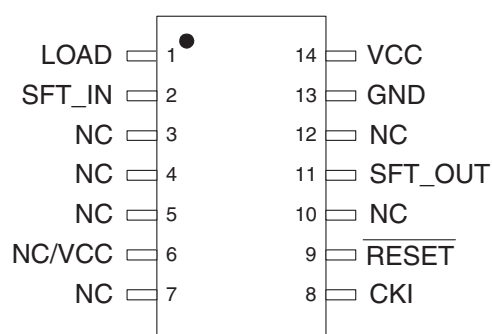 LOAD 1 14 VCC
SFT_IN 2 13 GND
NC 3 12 NC
NC 4 11 SFT_OUT
NC 5 10 NC
NC/VCC 6 9 RESET
NC 7 8 CKI